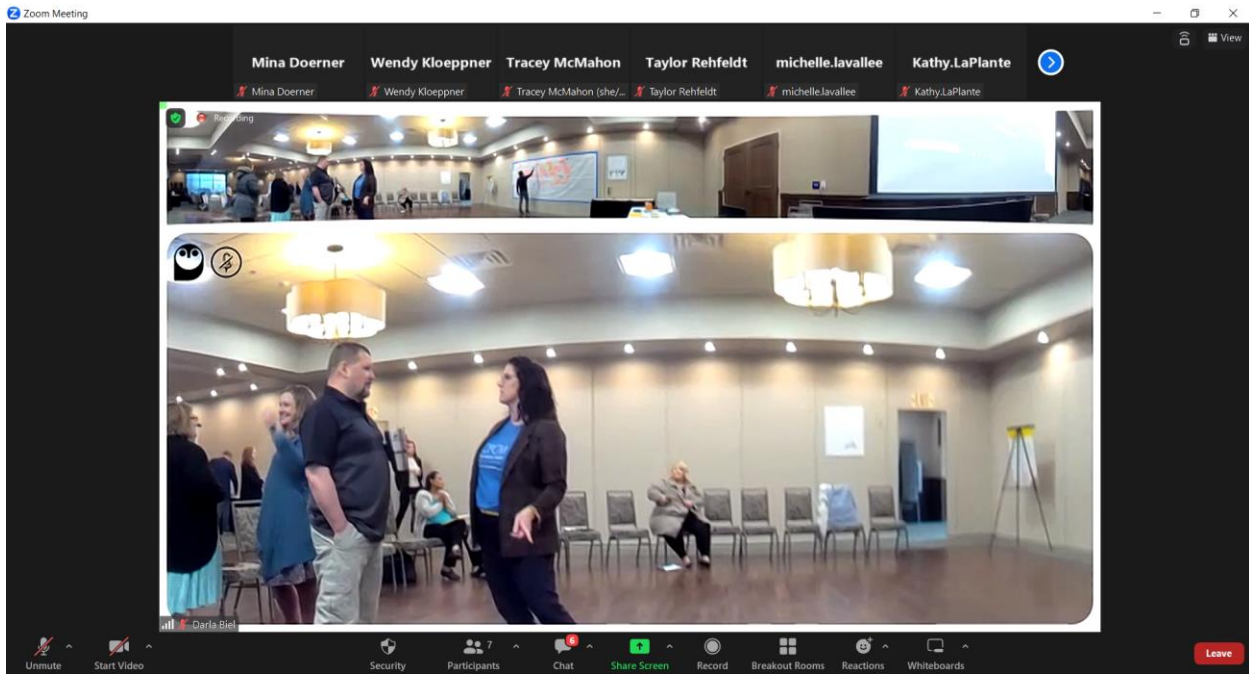 Zoom Meeting
View
Mina Doerner
Wendy Kloeppner
Tracey McMahon
Taylor Rehfeldt
michelle.lavallee
Kathy.LaPlante
Mina Doerner
Wendy Kloeppner
Tracey McMahon (she/...
Taylor Rehfeldt
michelle.lavallee
Kathy.LaPlante
Recording
Darla Biel
Unmute
Start Video
Security
7
Participants
6
Chat
Share Screen
Record
Breakout Rooms
Reactions
Whiteboards
Leave